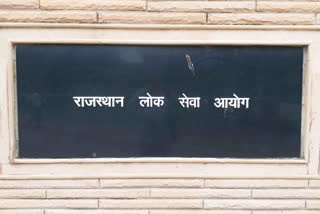 राजस्थान लोक सेवा आयोग